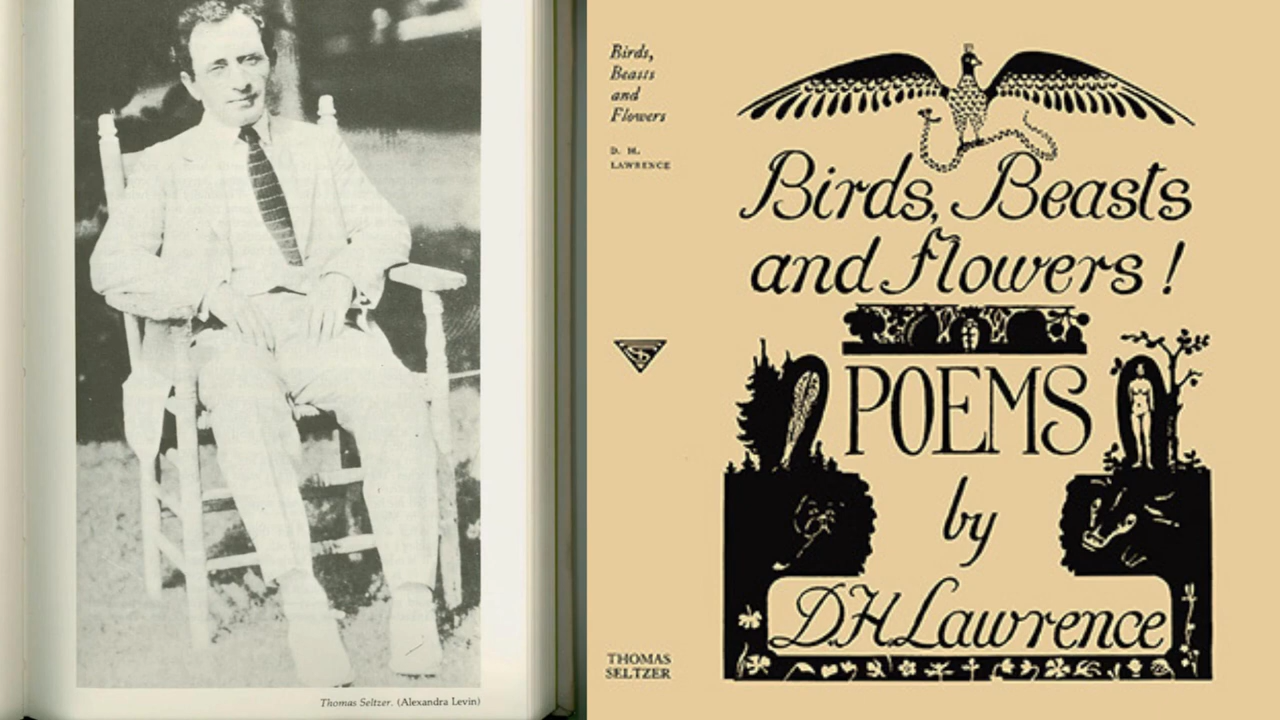 Thomas Seltzer. (Alexandra Levin)
Birds,
Beasts
and
Flowers
D. H.
LAWRENCE
THOMAS
SELTZER
Birds, Beasts
and flowers!
POEMS
by
D.H.Lawrence